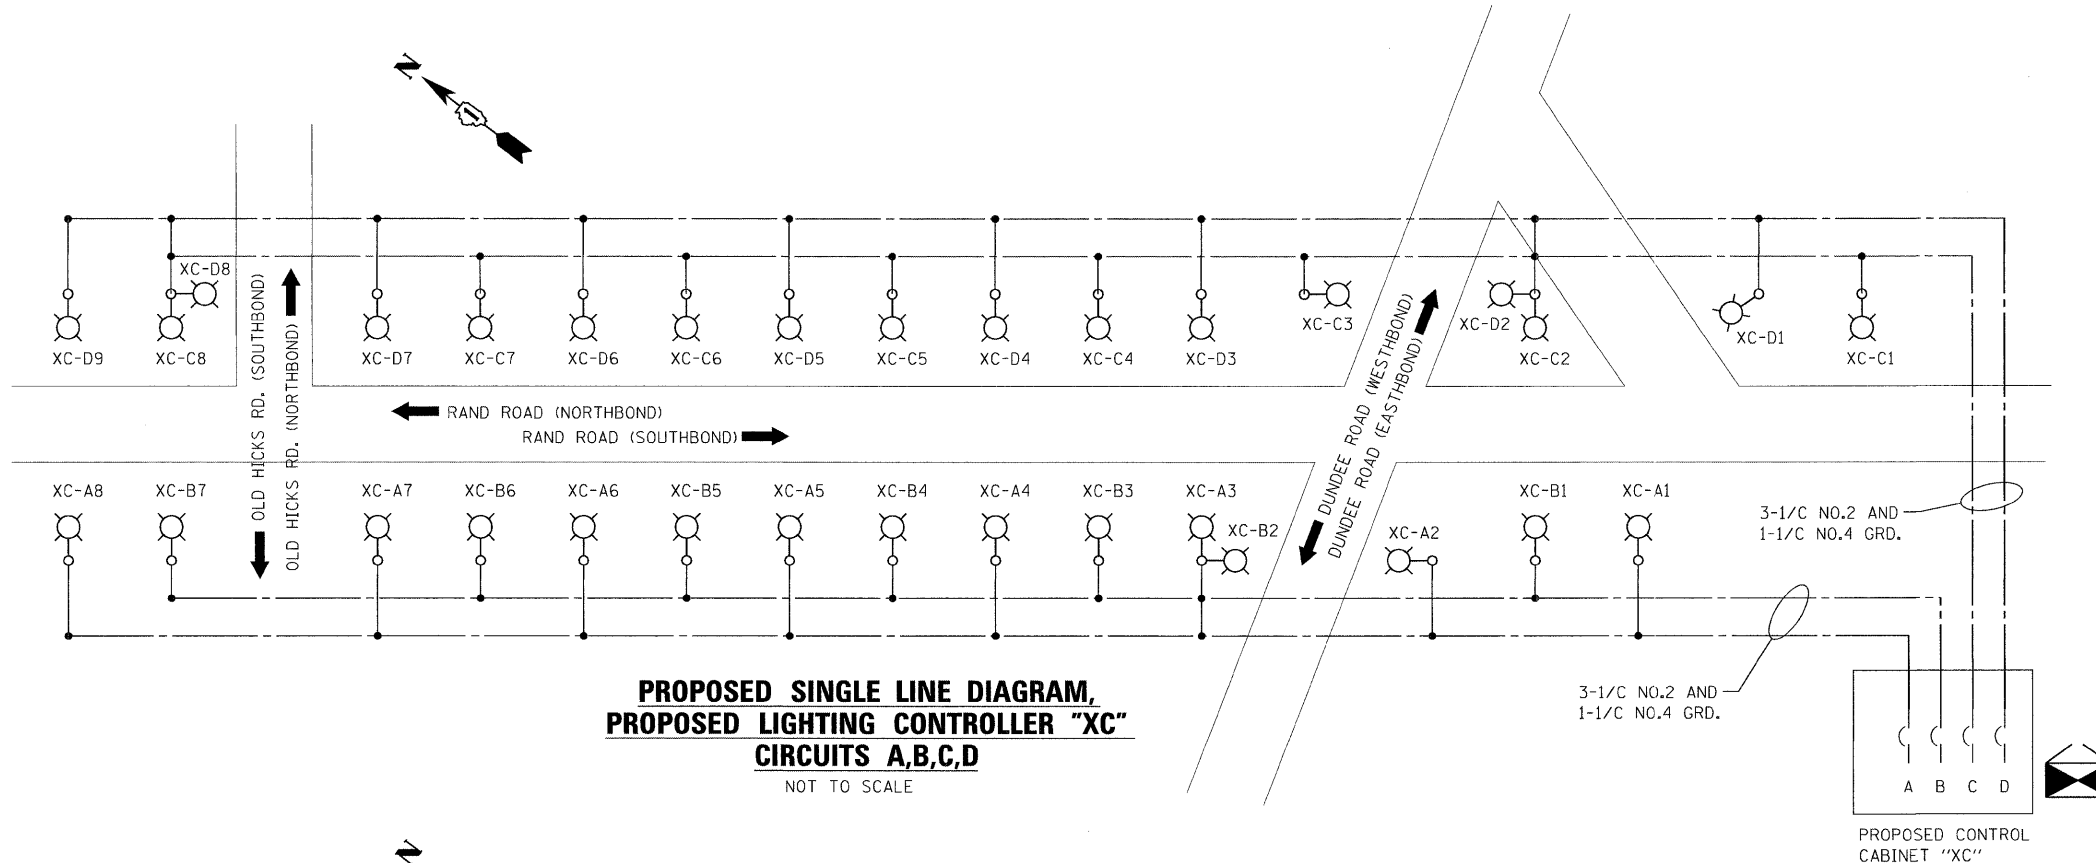 N
XC-D8
XC-D9
XC-C8
XC-D7
XC-C7
XC-D6
XC-C6
XC-D5
XC-C5
XC-D4
XC-C4
XC-D3
XC-C3
XC-D2
XC-C2
XC-D1
XC-C1
OLD HICKS RD. (SOUTHBOND)
OLD HICKS RD. (NORTHBOND)
RAND ROAD (NORTHBOND)
RAND ROAD (SOUTHBOND)
DUNDEE ROAD (WESTHBOND)
DUNDEE ROAD (EASTHBOND)
XC-A8
XC-B7
XC-A7
XC-B6
XC-A6
XC-B5
XC-A5
XC-B4
XC-A4
XC-B3
XC-A3
XC-B2
XC-A2
XC-B1
XC-A1
3-1/C NO.2 AND
1-1/C NO.4 GRD.
3-1/C NO.2 AND
1-1/C NO.4 GRD.
PROPOSED SINGLE LINE DIAGRAM,
PROPOSED LIGHTING CONTROLLER "XC"
CIRCUITS A,B,C,D
NOT TO SCALE
A B C D
PROPOSED CONTROL
CABINET "XC"
N